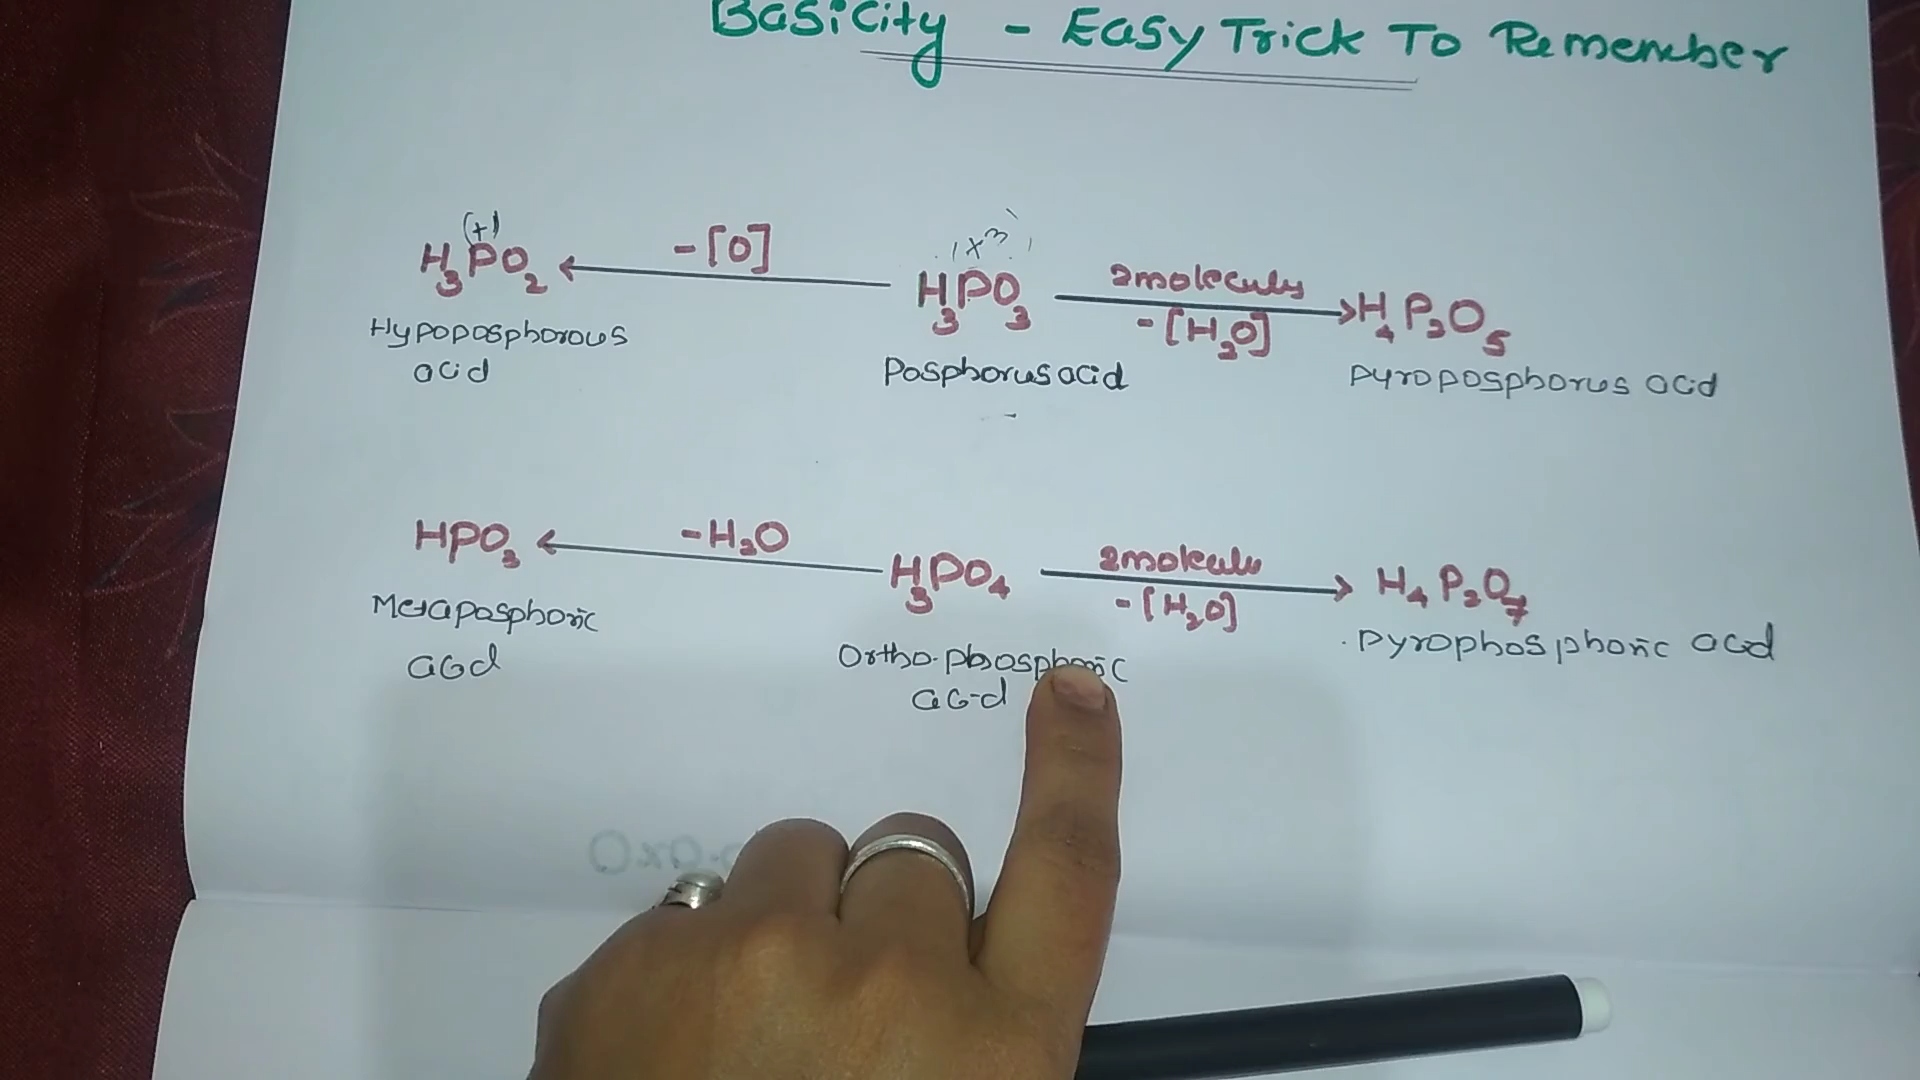 Basicity - Easy Trick To Remember
(+1
H3PO2
-[O]
+3
H3PO3
2molecules
-[H2O]
H4P2O5
Hypoposphorous
acid
Posphorus acid
Pyroposphorus acid
HPO3
-H2O
H3PO4
2molecule
-[H2O]
H4P2O7
Metaposphoric
acid
Ortho-phosphoric
acid
Pyrophosphoric acid